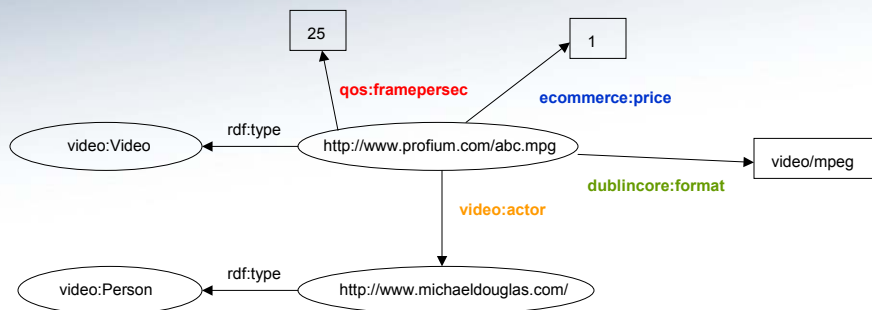 25
1
qos:framepersec
ecommerce:price
rdf:type
video:Video
http://www.profium.com/abc.mpg
video/mpeg
dublincore:format
video:actor
rdf:type
video:Person
http://www.michaeldouglas.com/